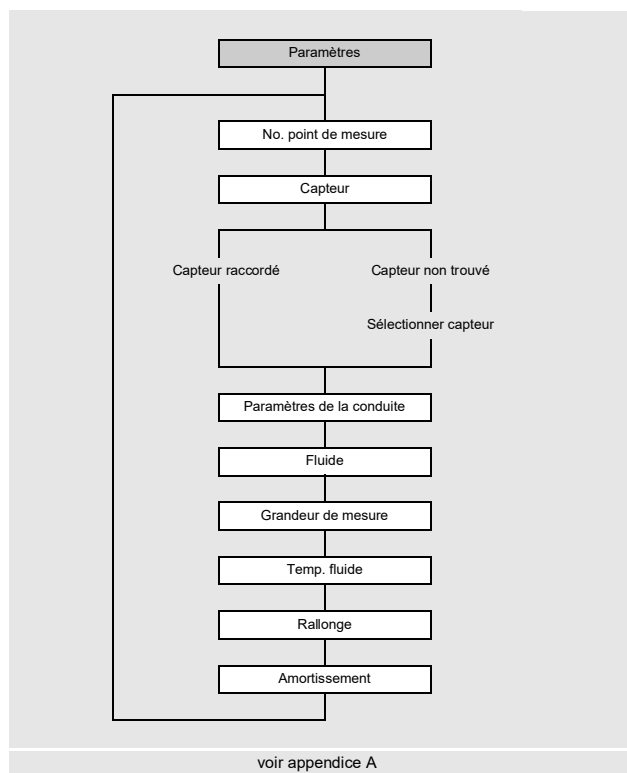 Paramètres
No. point de mesure
Capteur
Capteur raccordé
Capteur non trouvé
Sélectionner capteur
Paramètres de la conduite
Fluide
Grandeur de mesure
Temp. fluide
Rallonge
Amortissement
voir appendice A